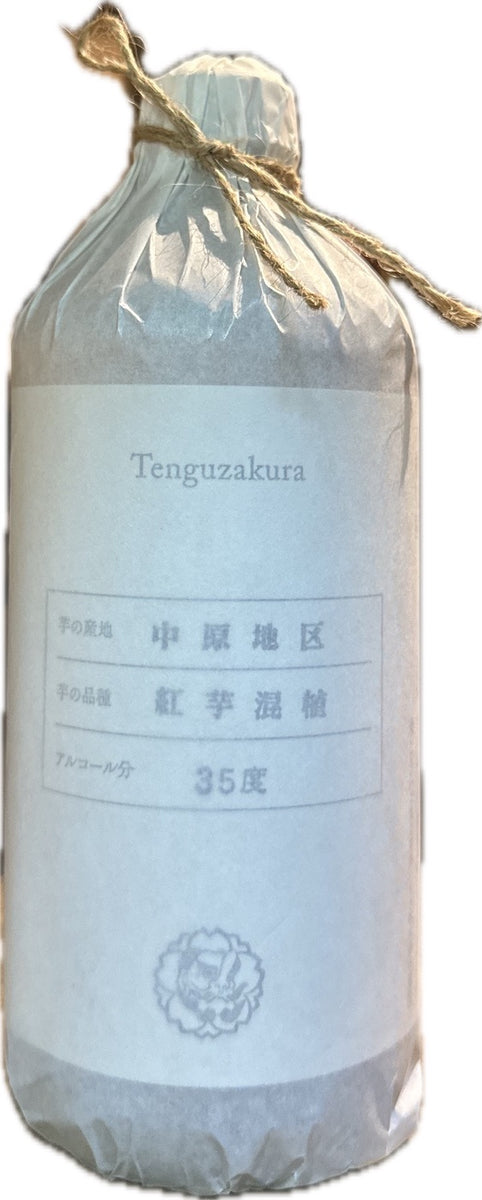 Tenguzakura
芋の産地 中原地区
芋の品種 紅芋混植
アルコール分 35度